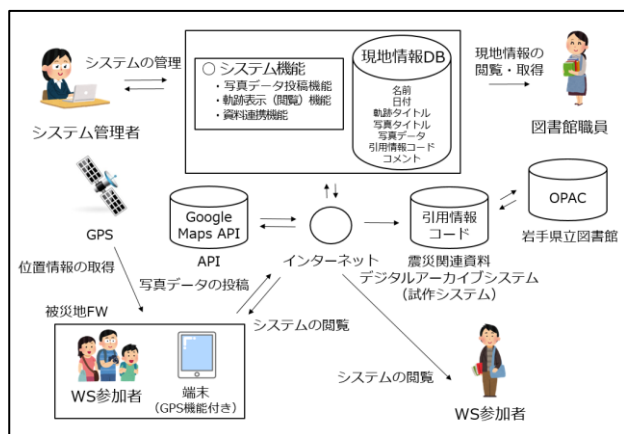 システムの管理
システム管理者
○ システム機能
・写真データ投稿機能
・軌跡表示（閲覧）機能
・資料連携機能
現地情報DB
名前
日付
軌跡タイトル
写真タイトル
写真データ
引用情報コード
コメント
現地情報の
閲覧・取得
図書館職員
GPS
位置情報の取得
Google
Maps API
API
インターネット
引用情報
コード
震災関連資料
デジタルアーカイブシステム
（試作システム）
OPAC
岩手県立図書館
写真データの投稿
システムの閲覧
被災地FW
WS参加者
端末
（GPS機能付き）
システムの閲覧
WS参加者